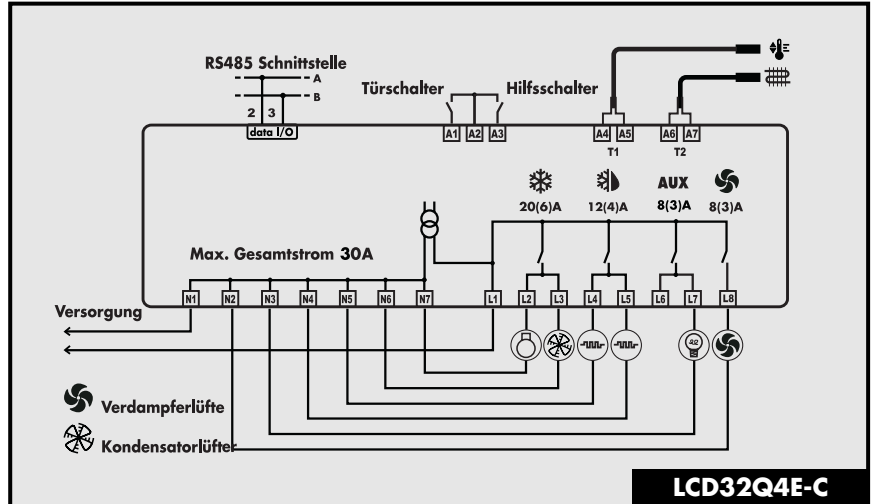 RS485 Schnittstelle
A
B
2 3
data I/O
Türschalter
Hilfsschalter
A1 A2 A3
A4 A5
A6 A7
T1
T2
AUX
20(6)A
12(4)A
8(3)A
8(3)A
Max. Gesamtstrom 30A
N1 N2 N3 N4 N5 N6 N7 L1 L2 L3 L4 L5 L6 L7 L8
Versorgung
Verdampferlüfte
Kondensatorlüfter
LCD32Q4E-C